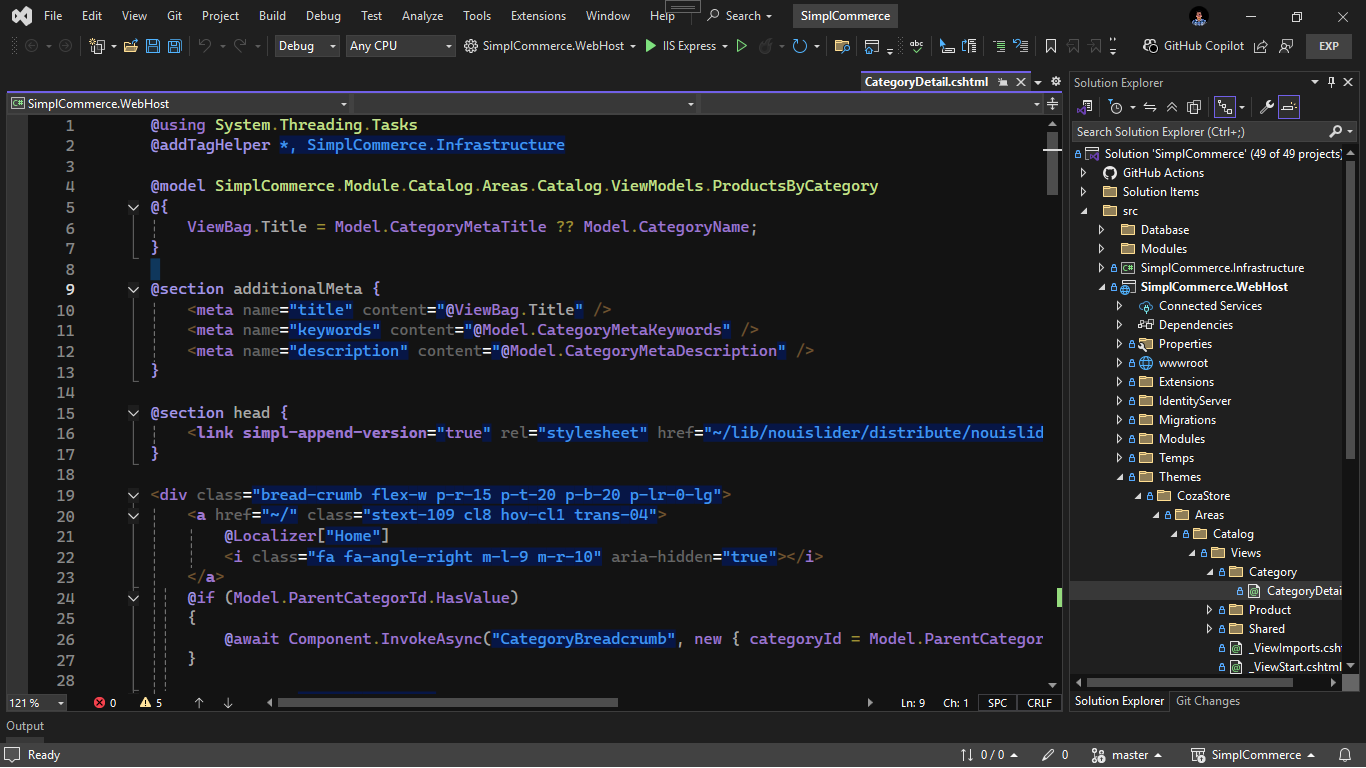 File Edit View Git Project Build Debug Test Analyze Tools Extensions Window Help Search SimplCommerce
Debug Any CPU SimplCommerce.WebHost IIS Express GitHub Copilot EXP
CategoryDetail.cshtml
SimplCommerce.WebHost
1 @using System.Threading.Tasks
2 @addTagHelper *, SimplCommerce.Infrastructure
3
4 @model SimplCommerce.Module.Catalog.Areas.Catalog.ViewModels.ProductsByCategory
5 @{
6 ViewBag.Title = Model.CategoryMetaTitle ?? Model.CategoryName;
7 }
8
9 @section additionalMeta {
10 <meta name="title" content="@ViewBag.Title" />
11 <meta name="keywords" content="@Model.CategoryMetaKeywords" />
12 <meta name="description" content="@Model.CategoryMetaDescription" />
13 }
14
15 @section head {
16 <link simpl-append-version="true" rel="stylesheet" href="~/lib/nouislider/distribute/nouislid
17 }
18
19 <div class="bread-crumb flex-w p-r-15 p-t-20 p-b-20 p-lr-0-lg">
20 <a href="~/" class="stext-109 cl8 hov-cl1 trans-04">
21 @Localizer["Home"]
22 <i class="fa fa-angle-right m-l-9 m-r-10" aria-hidden="true"></i>
23 </a>
24 @if (Model.ParentCategorId.HasValue)
25 {
26 @await Component.InvokeAsync("CategoryBreadcrumb", new { categoryId = Model.ParentCategor
27 }
28
121 % 0 5 Ln: 9 Ch: 1 SPC CRLF
Solution Explorer
Search Solution Explorer (Ctrl+;)
Solution 'SimplCommerce' (49 of 49 projects)
GitHub Actions
Solution Items
src
Database
Modules
SimplCommerce.Infrastructure
SimplCommerce.WebHost
Connected Services
Dependencies
Properties
wwwroot
Extensions
IdentityServer
Migrations
Modules
Temps
Themes
CozaStore
Areas
Catalog
Views
Category
CategoryDetai
Product
Shared
_ViewImports.csht
_ViewStart.cshtml
Solution Explorer Git Changes
Output
Ready 0 / 0 0 master SimplCommerce